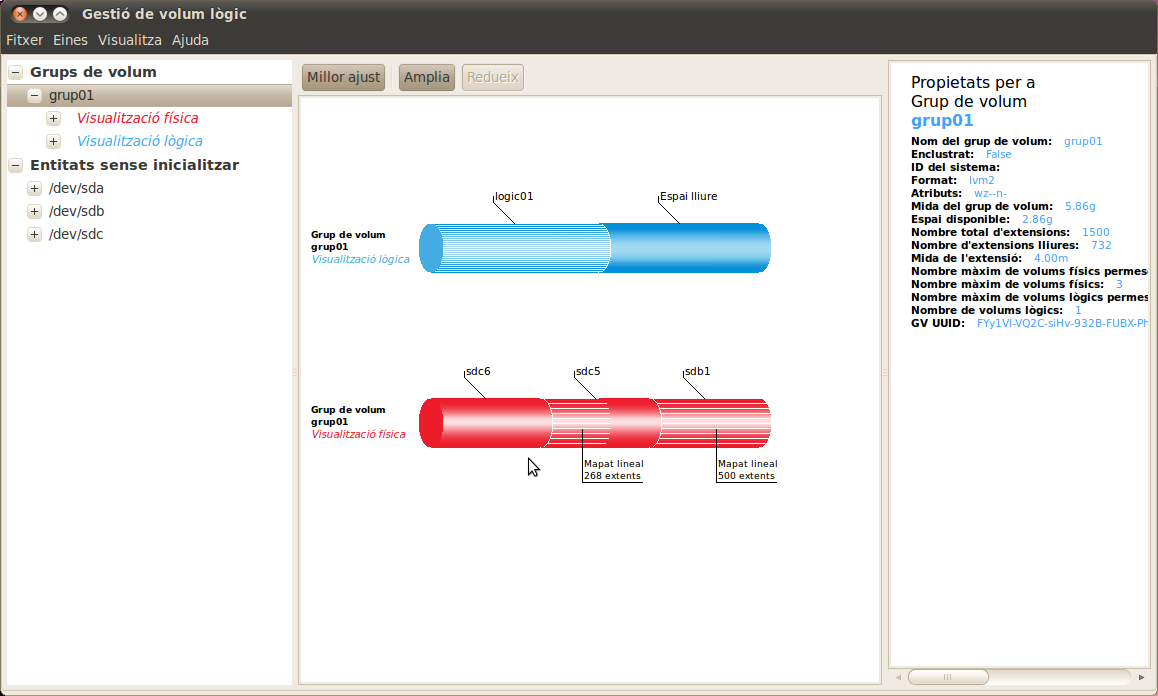 Gestió de volum lògic
Fitxer Eines Visualitza Ajuda
Grups de volum
grup01
Visualització física
Visualització lògica
Entitats sense inicialitzar
/dev/sda
/dev/sdb
/dev/sdc
Millor ajust Amplia Redueix
logic01 Espai lliure
Grup de volum
grup01
Visualització lògica
sdc6 sdc5 sdb1
Grup de volum
grup01
Visualització física
Mapat lineal
268 extents
Mapat lineal
500 extents
Propietats per a
Grup de volum
grup01
Nom del grup de volum: grup01
Enclustrat: False
ID del sistema:
Format: lvm2
Atributs: wz--n-
Mida del grup de volum: 5.86g
Espai disponible: 2.86g
Nombre total d'extensions: 1500
Nombre d'extensions lliures: 732
Mida de l'extensió: 4.00m
Nombre màxim de volums físics permes
Nombre màxim de volums físics: 3
Nombre màxim de volums lògics permes
Nombre de volums lògics: 1
GV UUID: FYy1Vl-VQ2C-siHv-932B-FUBX-Ph